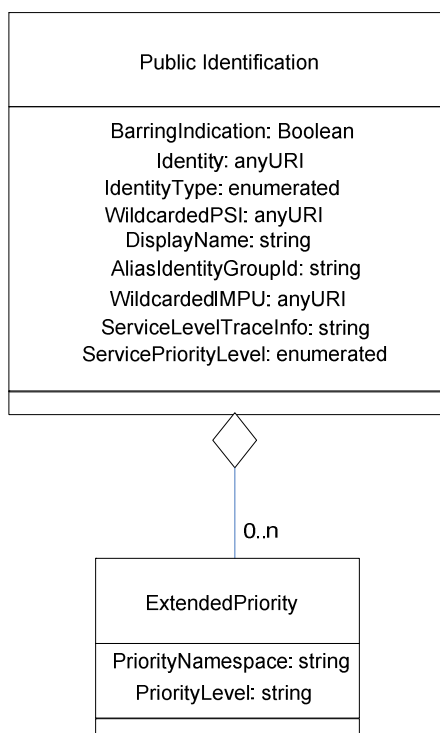 Public Identification
BarringIndication: Boolean
Identity: anyURI
IdentityType: enumerated
WildcardedPSI: anyURI
DisplayName: string
AliasIdentityGroupId: string
WildcardedIMPU: anyURI
ServiceLevelTraceInfo: string
ServicePriorityLevel: enumerated
0..n
ExtendedPriority
PriorityNamespace: string
PriorityLevel: string